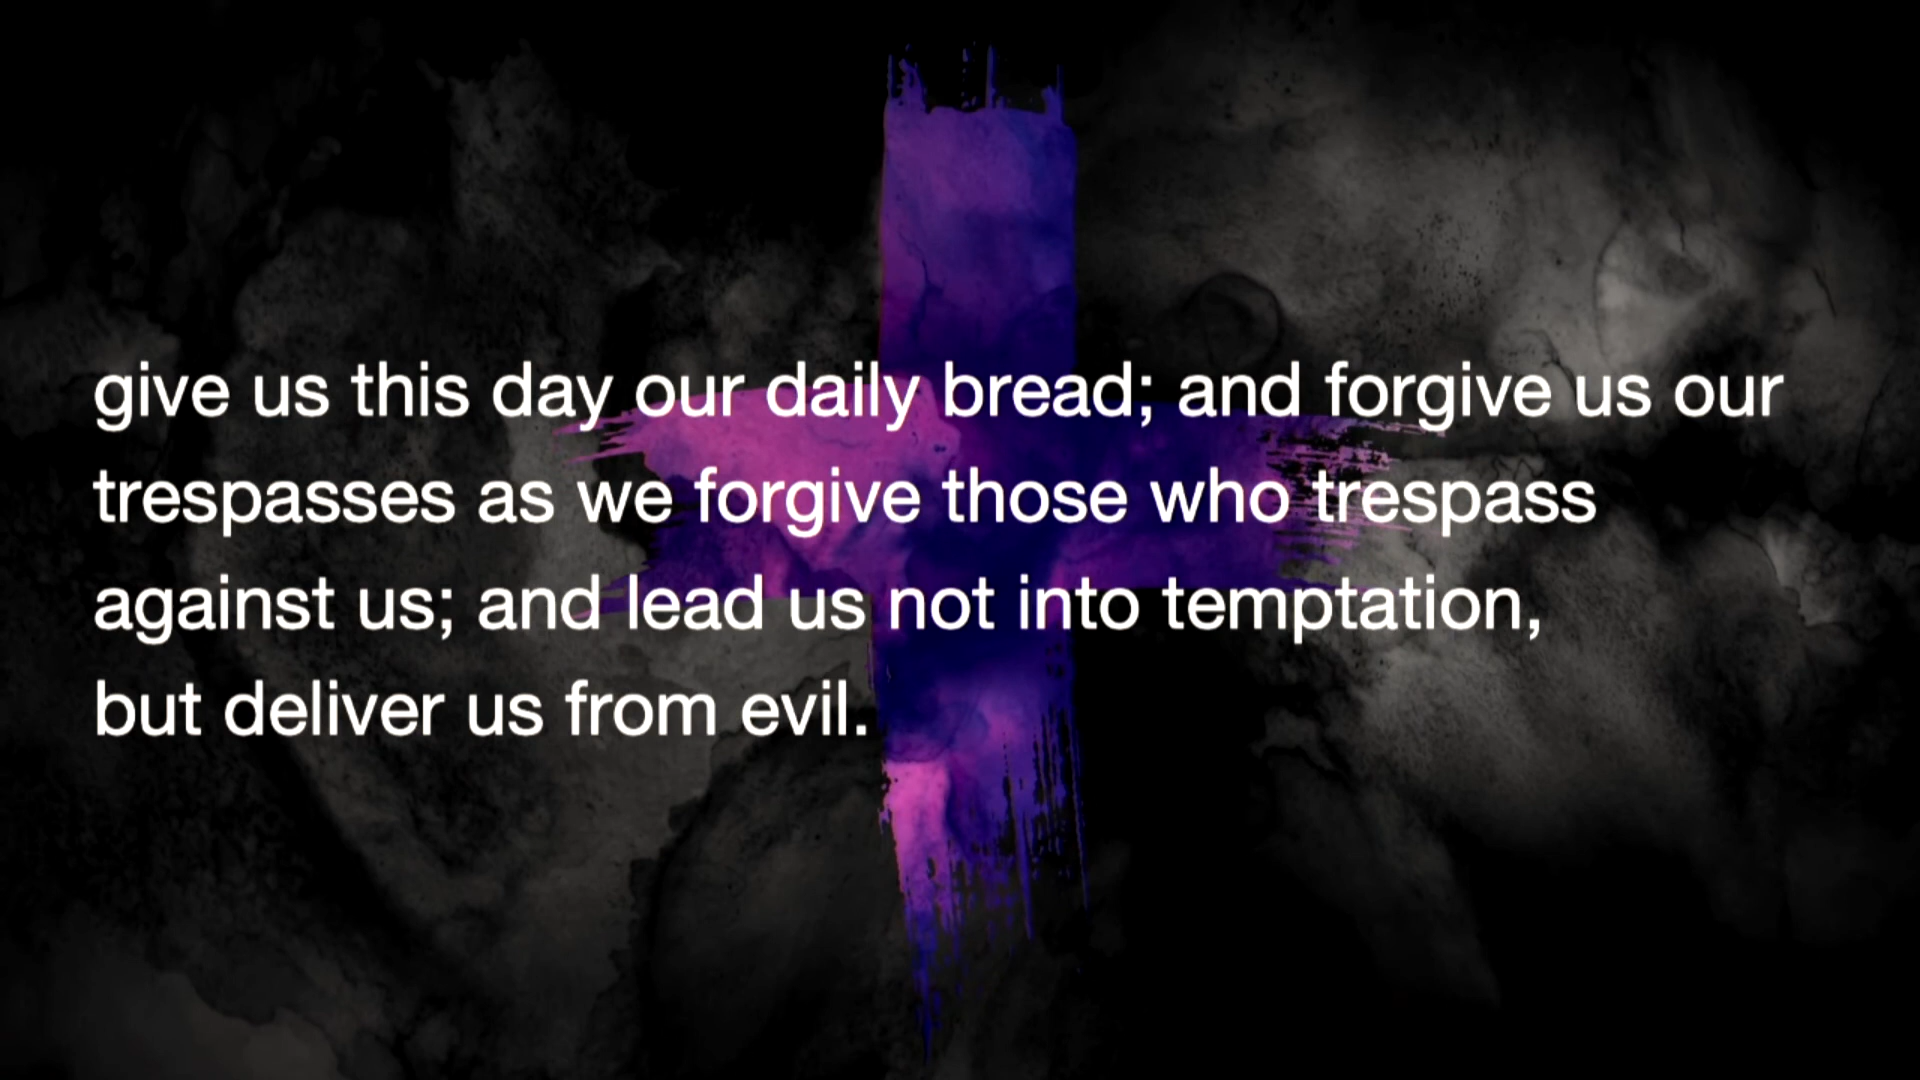 give us this day our daily bread; and forgive us our
trespasses as we forgive those who trespass
against us; and lead us not into temptation,
but deliver us from evil.